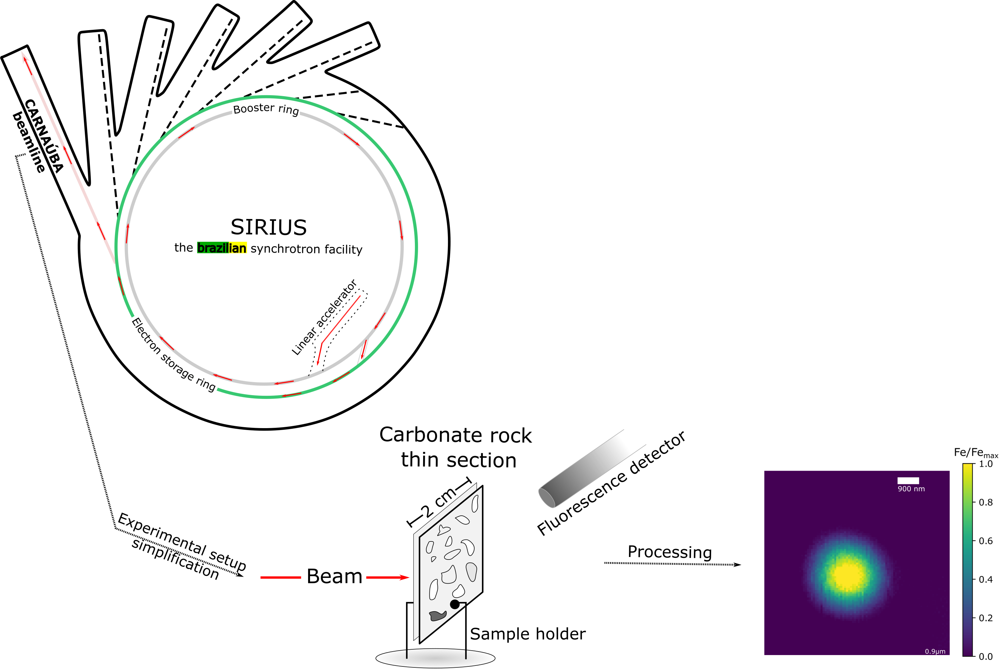 CARNAÚBA
beamline
Booster ring
SIRIUS
the brazilian synchrotron facility
Linear accelerator
Electron storage ring
Experimental setup
simplification
Beam
Carbonate rock
thin section
2 cm
Sample holder
Fluorescence detector
Processing
Fe/Femax
900 nm
0.9µm
1.0
0.8
0.6
0.4
0.2
0.0